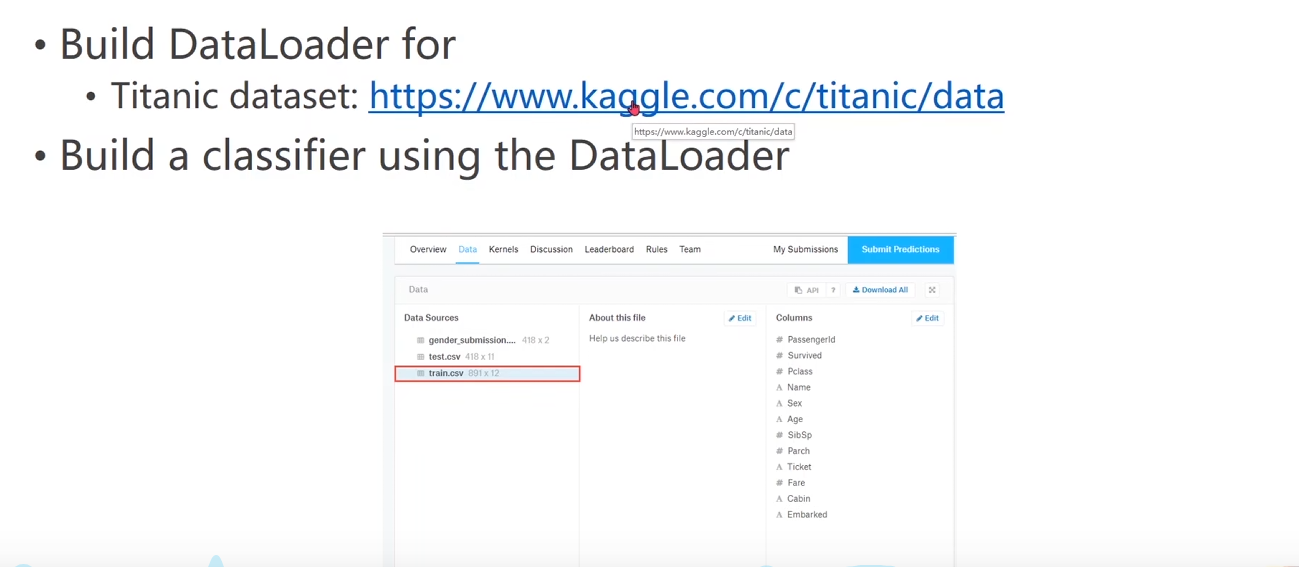 • Build DataLoader for
• Titanic dataset: https://www.kaggle.com/c/titanic/data
https://www.kaggle.com/c/titanic/data
• Build a classifier using the DataLoader
Overview Data Kernels Discussion Leaderboard Rules Team My Submissions Submit Predictions
Data API ? Download All
Data Sources
gender_submission.... 418 x 2
test.csv 418 x 11
train.csv 891 x 12
About this file Edit
Help us describe this file
Columns Edit
# PassengerId
# Survived
# Pclass
A Name
A Sex
A Age
# SibSp
# Parch
A Ticket
# Fare
A Cabin
A Embarked